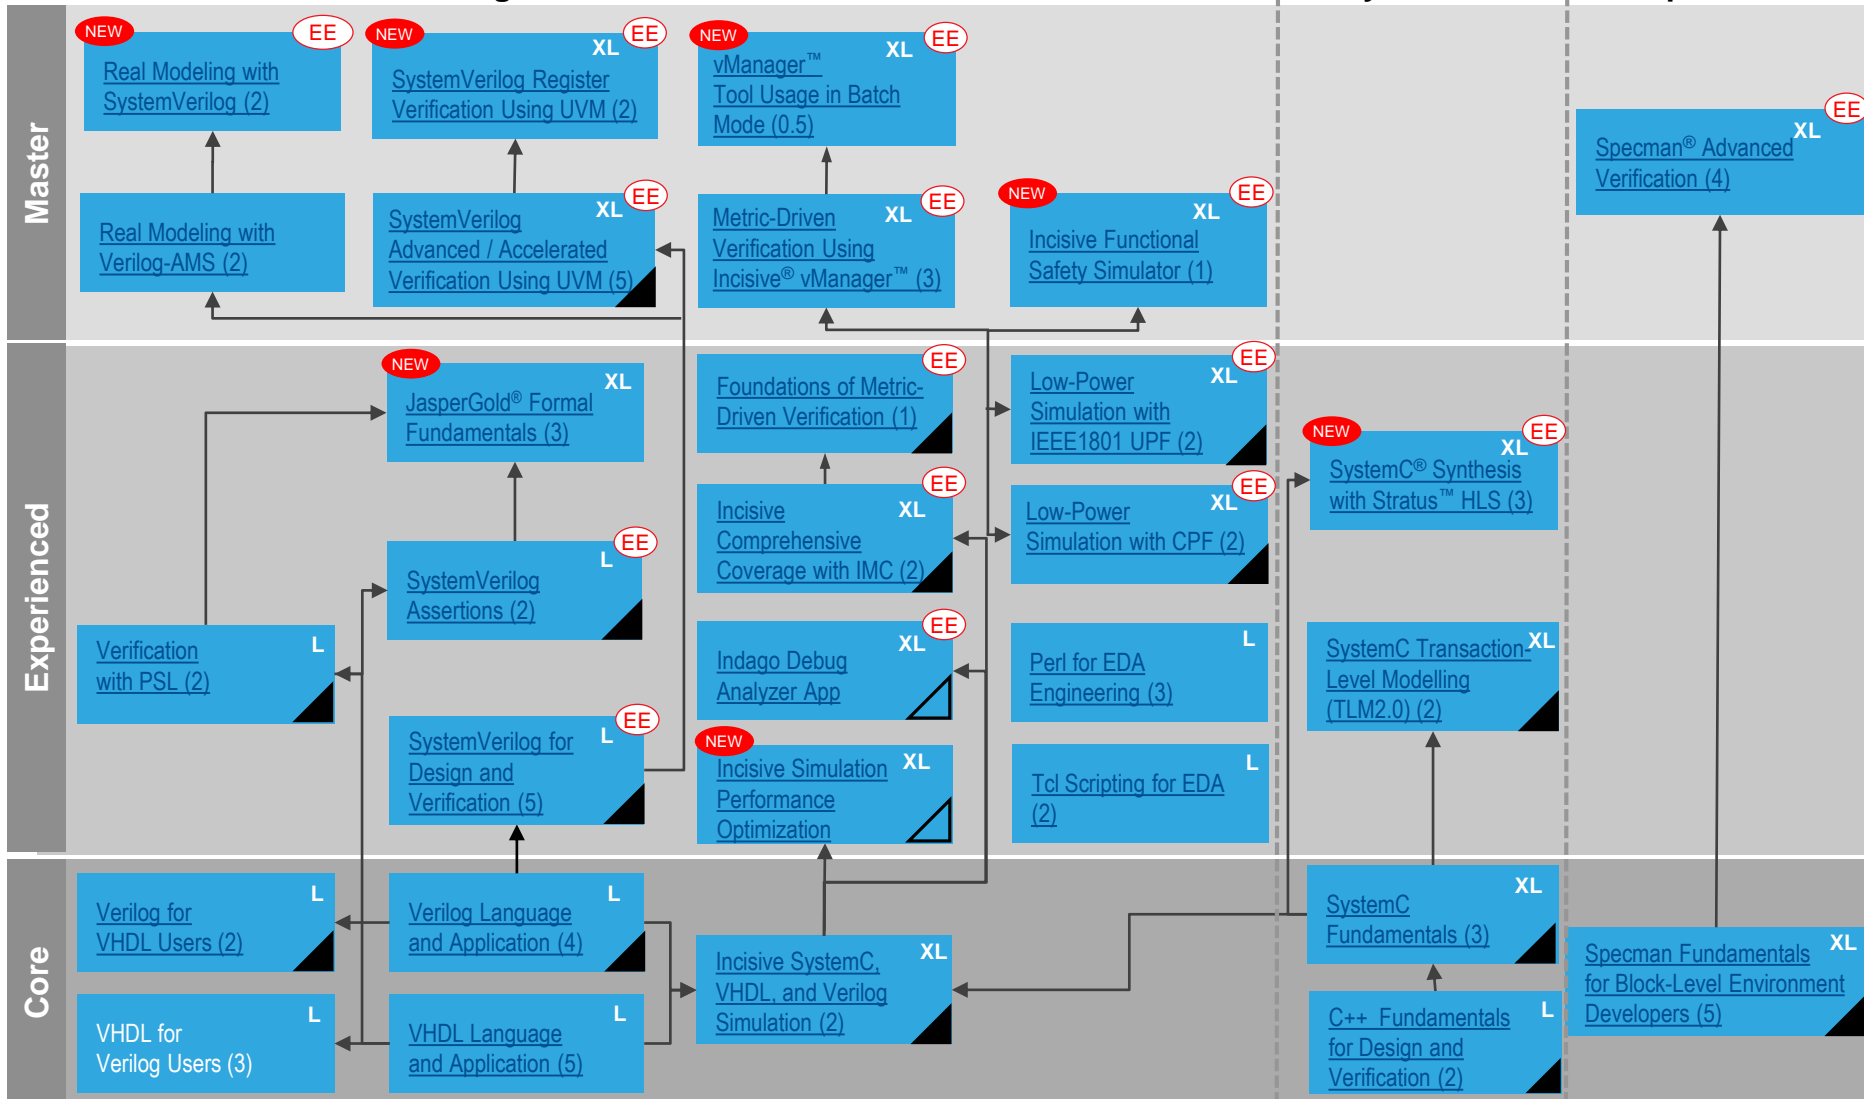 Master
NEW
EE
Real Modeling with
SystemVerilog (2)
NEW
XL
EE
SystemVerilog Register
Verification Using UVM (2)
NEW
XL
EE
vManager™
Tool Usage in Batch
Mode (0.5)
XL
EE
Specman® Advanced
Verification (4)
Real Modeling with
Verilog-AMS (2)
XL
EE
SystemVerilog
Advanced / Accelerated
Verification Using UVM (5)
XL
EE
Metric-Driven
Verification Using
Incisive® vManager™ (3)
NEW
XL
EE
Incisive Functional
Safety Simulator (1)
Experienced
NEW
XL
JasperGold® Formal
Fundamentals (3)
EE
Foundations of Metric-
Driven Verification (1)
XL
EE
Low-Power
Simulation with
IEEE1801 UPF (2)
NEW
XL
EE
SystemC® Synthesis
with Stratus™ HLS (3)
L
EE
SystemVerilog
Assertions (2)
XL
EE
Incisive
Comprehensive
Coverage with IMC (2)
XL
EE
Low-Power
Simulation with CPF (2)
L
Verification
with PSL (2)
XL
EE
Indago Debug
Analyzer App
L
Perl for EDA
Engineering (3)
XL
SystemC Transaction-
Level Modelling
(TLM2.0) (2)
L
EE
SystemVerilog for
Design and
Verification (5)
NEW
XL
Incisive Simulation
Performance
Optimization
L
Tcl Scripting for EDA
(2)
Core
L
Verilog for
VHDL Users (2)
L
Verilog Language
and Application (4)
XL
Incisive SystemC,
VHDL, and Verilog
Simulation (2)
XL
SystemC
Fundamentals (3)
XL
Specman Fundamentals
for Block-Level Environment
Developers (5)
L
VHDL for
Verilog Users (3)
L
VHDL Language
and Application (5)
L
C++ Fundamentals
for Design and
Verification (2)